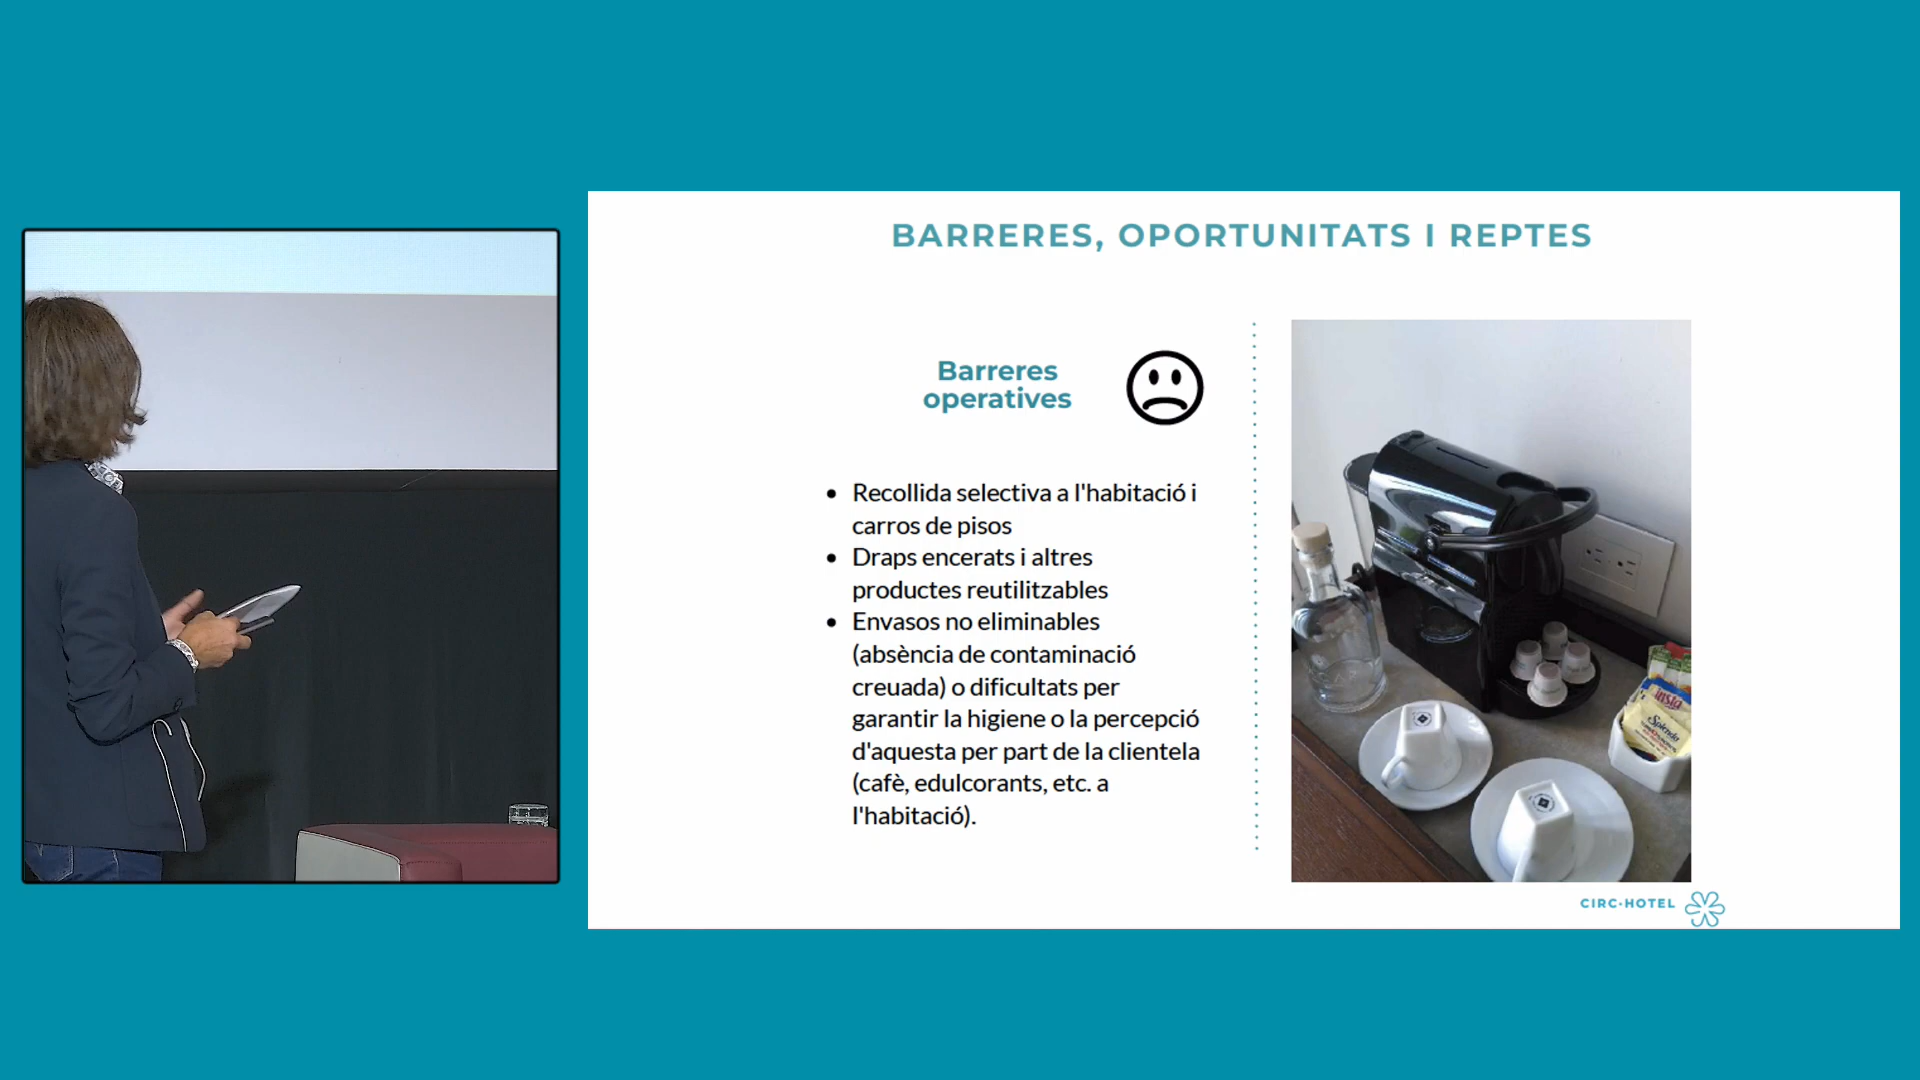 BARRERES, OPORTUNITATS I REPTES
Barreres
operatives
• Recollida selectiva a l'habitació i
carros de pisos
• Draps encerats i altres
productes reutilitzables
• Envasos no eliminables
(absència de contaminació
creuada) o dificultats per
garantir la higiene o la percepció
d'aquesta per part de la clientela
(cafè, edulcorants, etc. a
l'habitació).
Splenda
CIRC·HOTEL